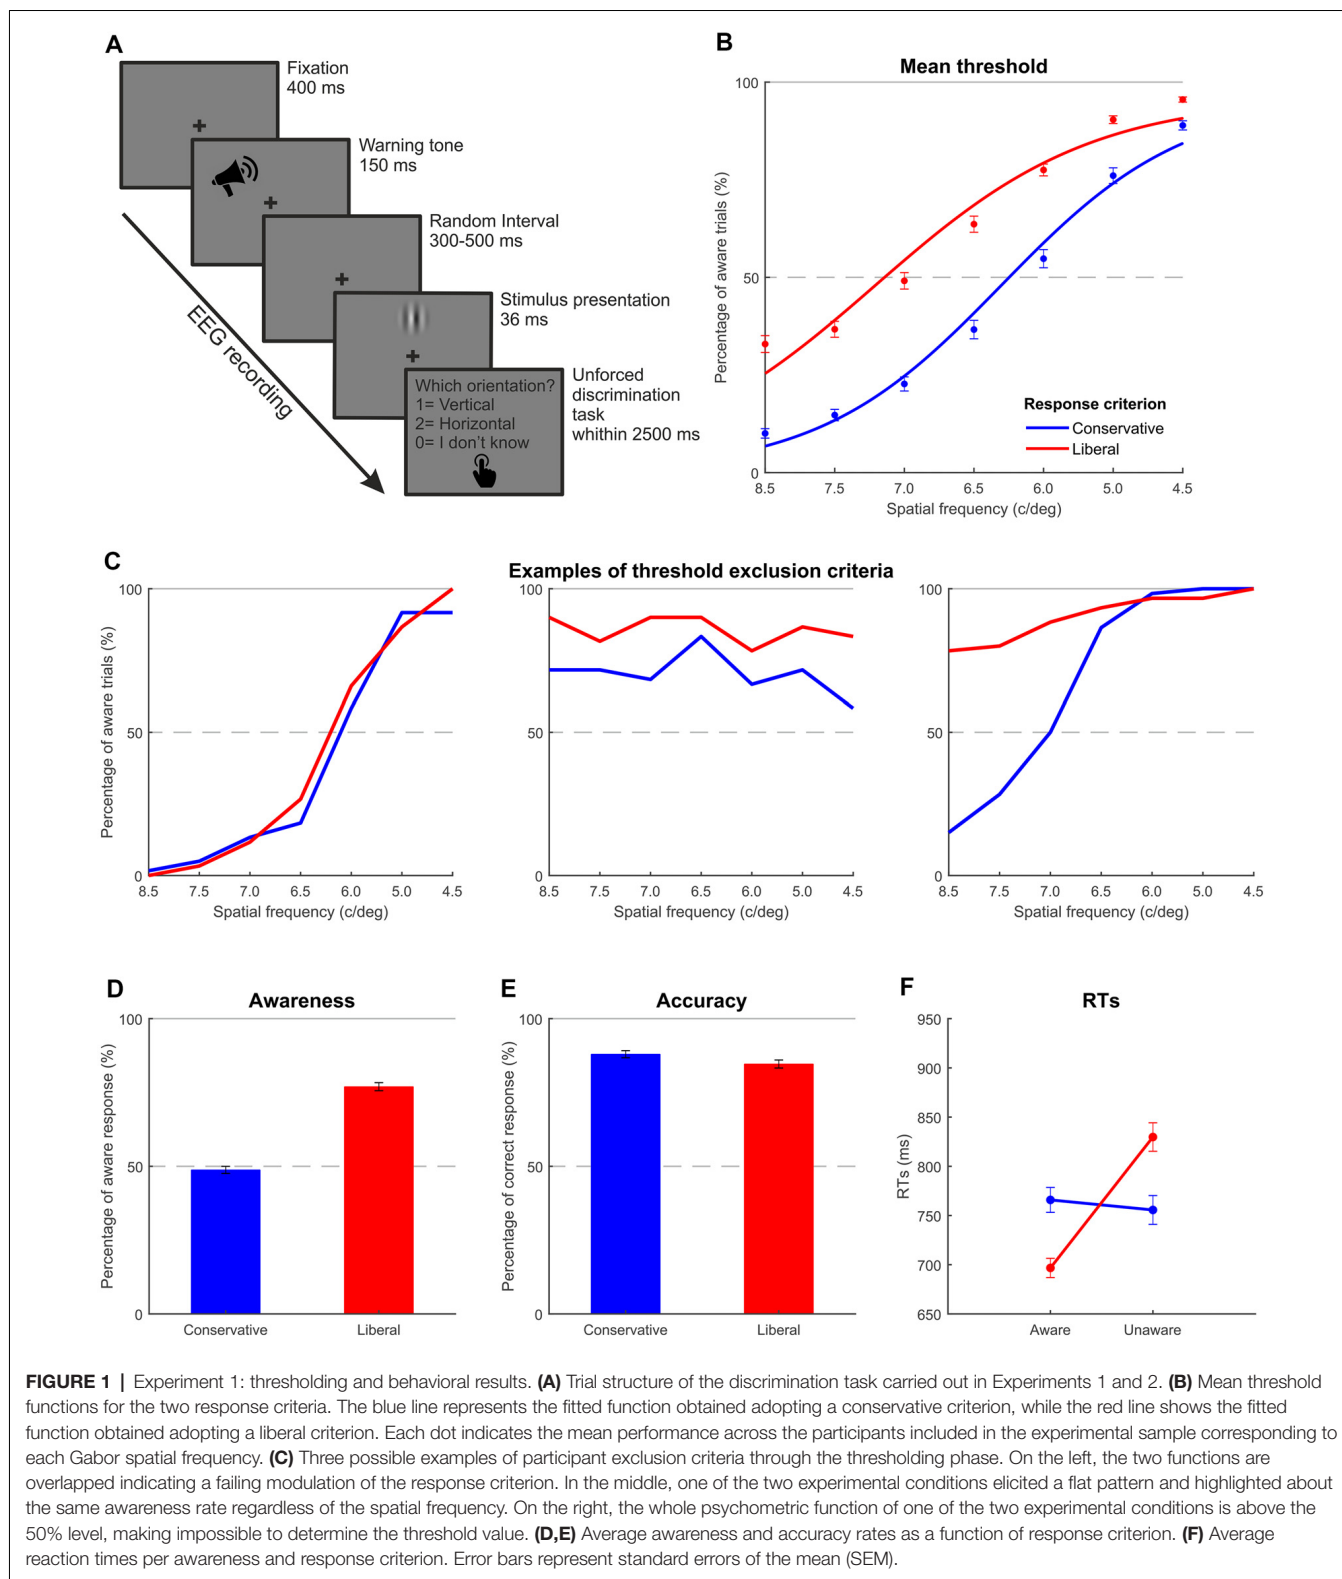 A
Fixation
400 ms
Warning tone
150 ms
Random Interval
300-500 ms
Stimulus presentation
36 ms
Which orientation?
1= Vertical
2= Horizontal
0= I don't know
Unforced
discrimination
task
whithin 2500 ms
EEG recording
B
Mean threshold
Percentage of aware trials (%)
100
50
0
Response criterion
Conservative
Liberal
8.5 7.5 7.0 6.5 6.0 5.0 4.5
Spatial frequency (c/deg)
C
Examples of threshold exclusion criteria
Percentage of aware trials (%)
100
50
0
8.5 7.5 7.0 6.5 6.0 5.0 4.5
Spatial frequency (c/deg)
100
50
0
8.5 7.5 7.0 6.5 6.0 5.0 4.5
Spatial frequency (c/deg)
100
50
0
8.5 7.5 7.0 6.5 6.0 5.0 4.5
Spatial frequency (c/deg)
D
Awareness
Percentage of aware response (%)
100
50
0
Conservative Liberal
E
Accuracy
Percentage of correct response (%)
100
50
0
Conservative Liberal
F
RTs
RTs (ms)
950
900
850
800
750
700
650
Aware Unaware
FIGURE 1 | Experiment 1: thresholding and behavioral results. (A) Trial structure of the discrimination task carried out in Experiments 1 and 2. (B) Mean threshold
functions for the two response criteria. The blue line represents the fitted function obtained adopting a conservative criterion, while the red line shows the fitted
function obtained adopting a liberal criterion. Each dot indicates the mean performance across the participants included in the experimental sample corresponding to
each Gabor spatial frequency. (C) Three possible examples of participant exclusion criteria through the thresholding phase. On the left, the two functions are
overlapped indicating a failing modulation of the response criterion. In the middle, one of the two experimental conditions elicited a flat pattern and highlighted about
the same awareness rate regardless of the spatial frequency. On the right, the whole psychometric function of one of the two experimental conditions is above the
50% level, making impossible to determine the threshold value. (D,E) Average awareness and accuracy rates as a function of response criterion. (F) Average
reaction times per awareness and response criterion. Error bars represent standard errors of the mean (SEM).